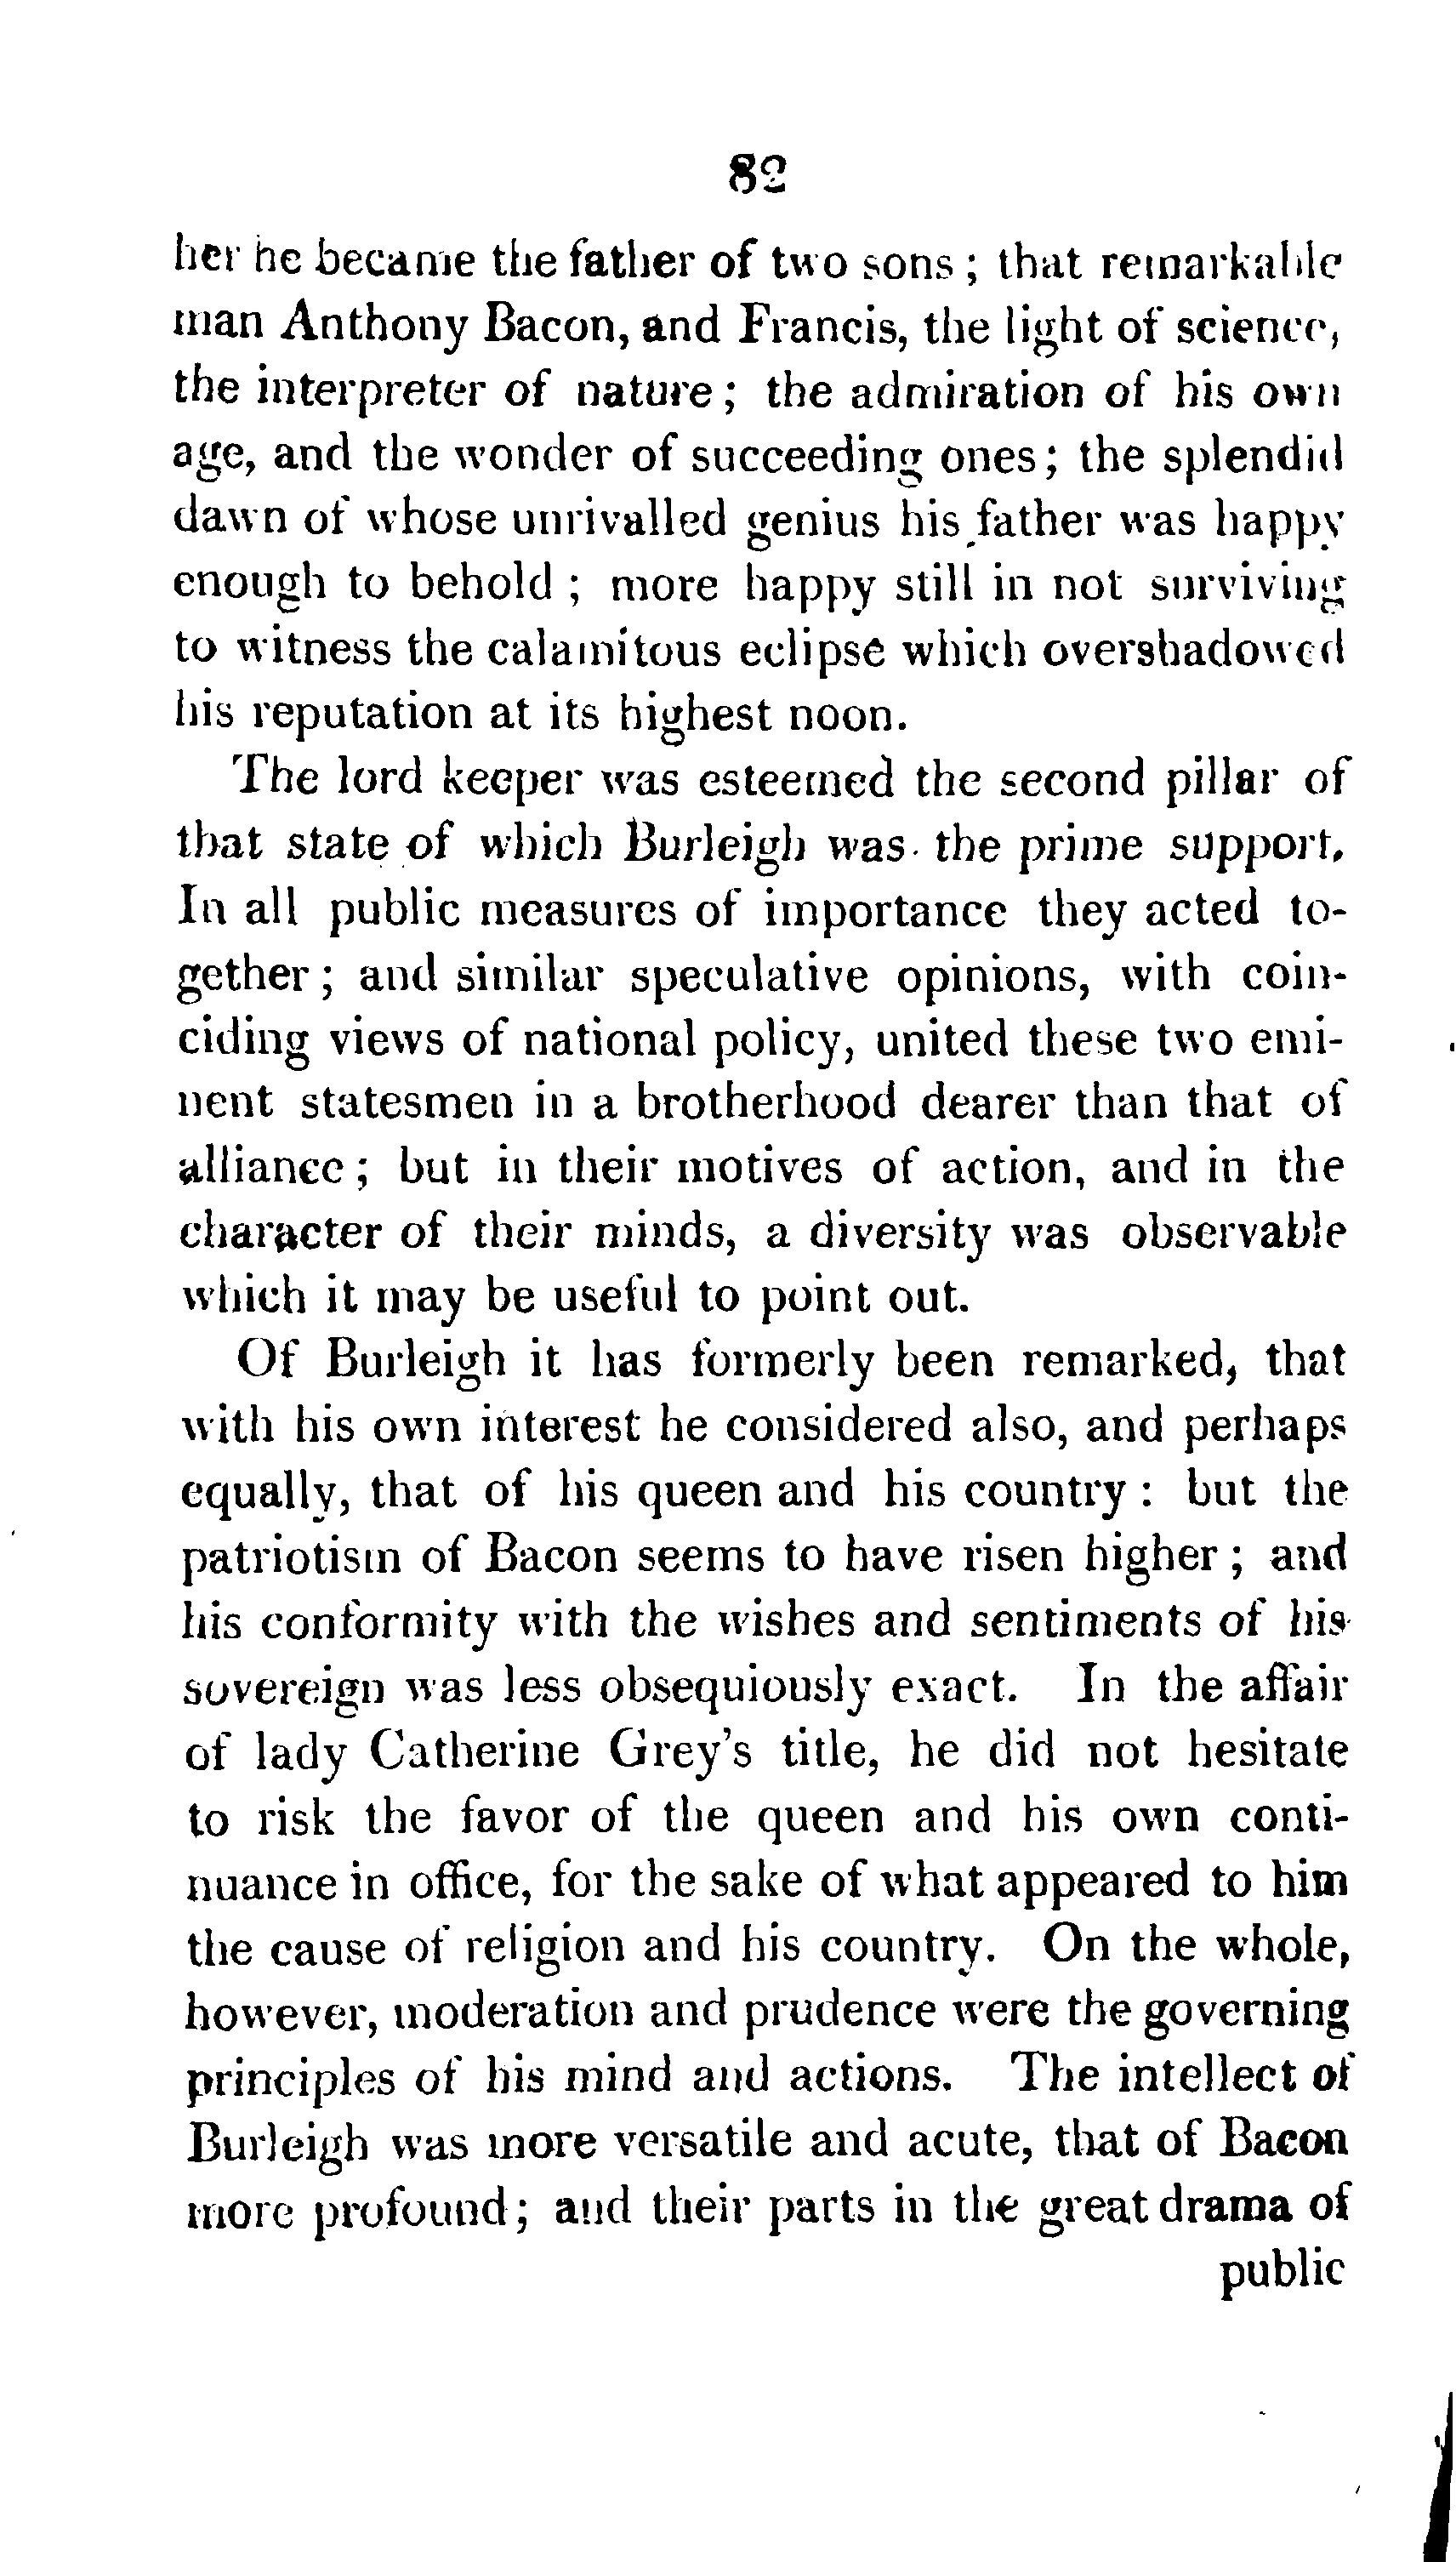 82
her he became the father of two sons ; that remarkable
man Anthony Bacon, and Francis, the light of science,
the interpreter of nature ; the admiration of his own
age, and the wonder of succeeding ones ; the splendid
dawn of whose unrivalled genius his father was happy
enough to behold ; more happy still in not surviving
to witness the calamitous eclipse which overshadowed
his reputation at its highest noon.
The lord keeper was esteemed the second pillar of
that state of which Burleigh was the prime support.
In all public measures of importance they acted to-
gether ; and similar speculative opinions, with coin-
ciding views of national policy, united these two emi-
nent statesmen in a brotherhood dearer than that of
alliance ; but in their motives of action, and in the
character of their minds, a diversity was observable
which it may be useful to point out.
Of Burleigh it has formerly been remarked, that
with his own interest he considered also, and perhaps
equally, that of his queen and his country : but the
patriotism of Bacon seems to have risen higher ; and
his conformity with the wishes and sentiments of his
sovereign was less obsequiously exact. In the affair
of lady Catherine Grey's title, he did not hesitate
to risk the favor of the queen and his own conti-
nuance in office, for the sake of what appeared to him
the cause of religion and his country. On the whole,
however, moderation and prudence were the governing
principles of his mind and actions. The intellect of
Burleigh was more versatile and acute, that of Bacon
more profound ; and their parts in the great drama of
public